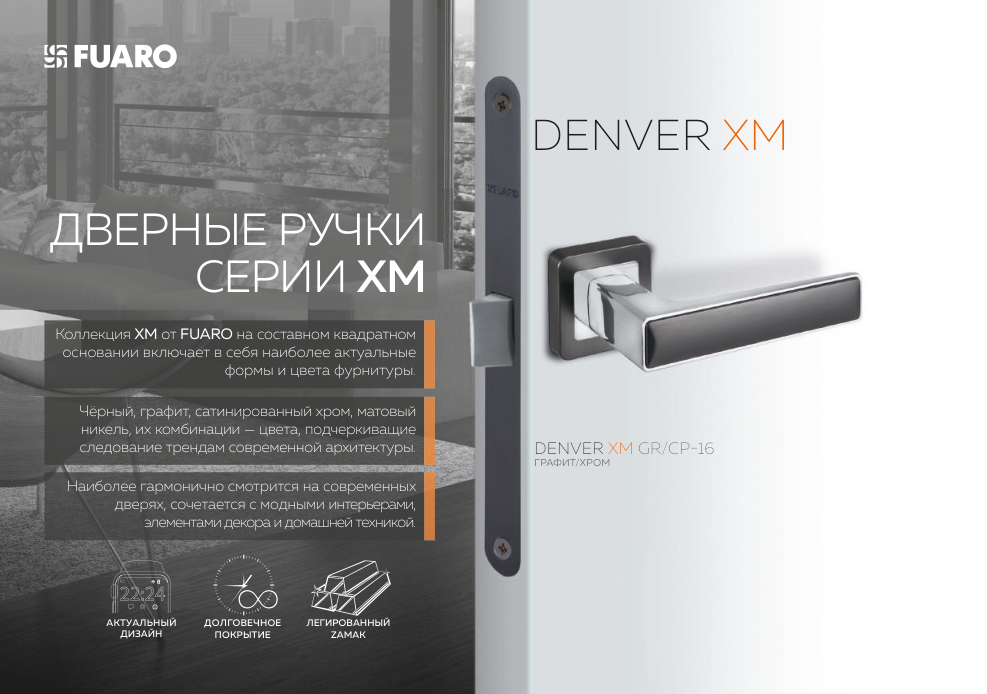 FUARO
ДВЕРНЫЕ РУЧКИ
СЕРИИ XM
Коллекция XM от FUARO на составном квадратном
основании включает в себя наиболее актуальные
формы и цвета фурнитуры.
Чёрный, графит, сатинированный хром, матовый
никель, их комбинации – цвета, подчеркиващие
следование трендам современной архитектуры.
Наиболее гармонично смотрится на современных
дверях, сочетается с модными интерьерами,
элементами декора и домашней техникой.
22:24
АКТУАЛЬНЫЙ
ДИЗАЙН
ДОЛГОВЕЧНОЕ
ПОКРЫТИЕ
ЛЕГИРОВАННЫЙ
ZAMAK
FUARO
DENVER XM
DENVER XM GR/CP-16
ГРАФИТ/ХРОМ